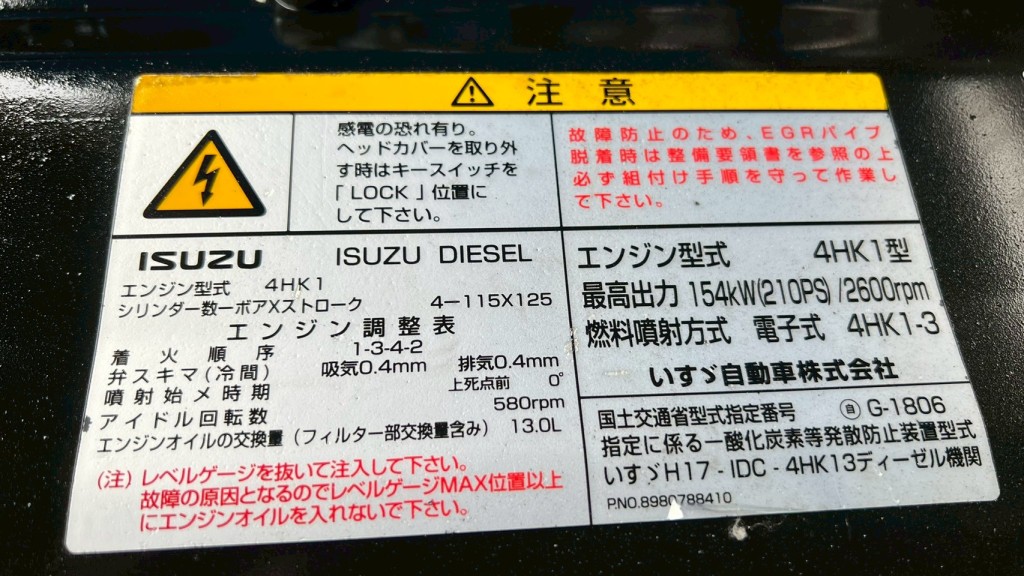 注意
感電の恐れ有り。
ヘッドカバーを取り外
す時はキースイッチを
「LOCK」位置に
して下さい。
故障防止のため、EGRパイプ
脱着時は整備要領書を参照の上
必ず組付け手順を守って作業し
て下さい。
ISUZU ISUZU DIESEL
エンジン型式 4HK1
シリンダー数ーボアXストローク 4－115X125
エンジン調整表
着火順序 1-3-4-2
弁スキマ(冷間) 吸気0.4mm 排気0.4mm
噴射始メ時期 上死点前 0°
アイドル回転数 580rpm
エンジンオイルの交換量（フィルター部交換量含み） 13.0L
(注) レベルゲージを抜いて注入して下さい。
故障の原因となるのでレベルゲージMAX位置以上
にエンジンオイルを入れないで下さい。
エンジン型式 4HK1型
最高出力 154kW(210PS)/2600rpm
燃料噴射方式 電子式 4HK1-3
いすゞ自動車株式会社
国土交通省型式指定番号 ㊀自 G-1806
指定に係る一酸化炭素等発散防止装置型式
いすゞH17-IDC-4HK13ディーゼル機関
P.NO.8980788410